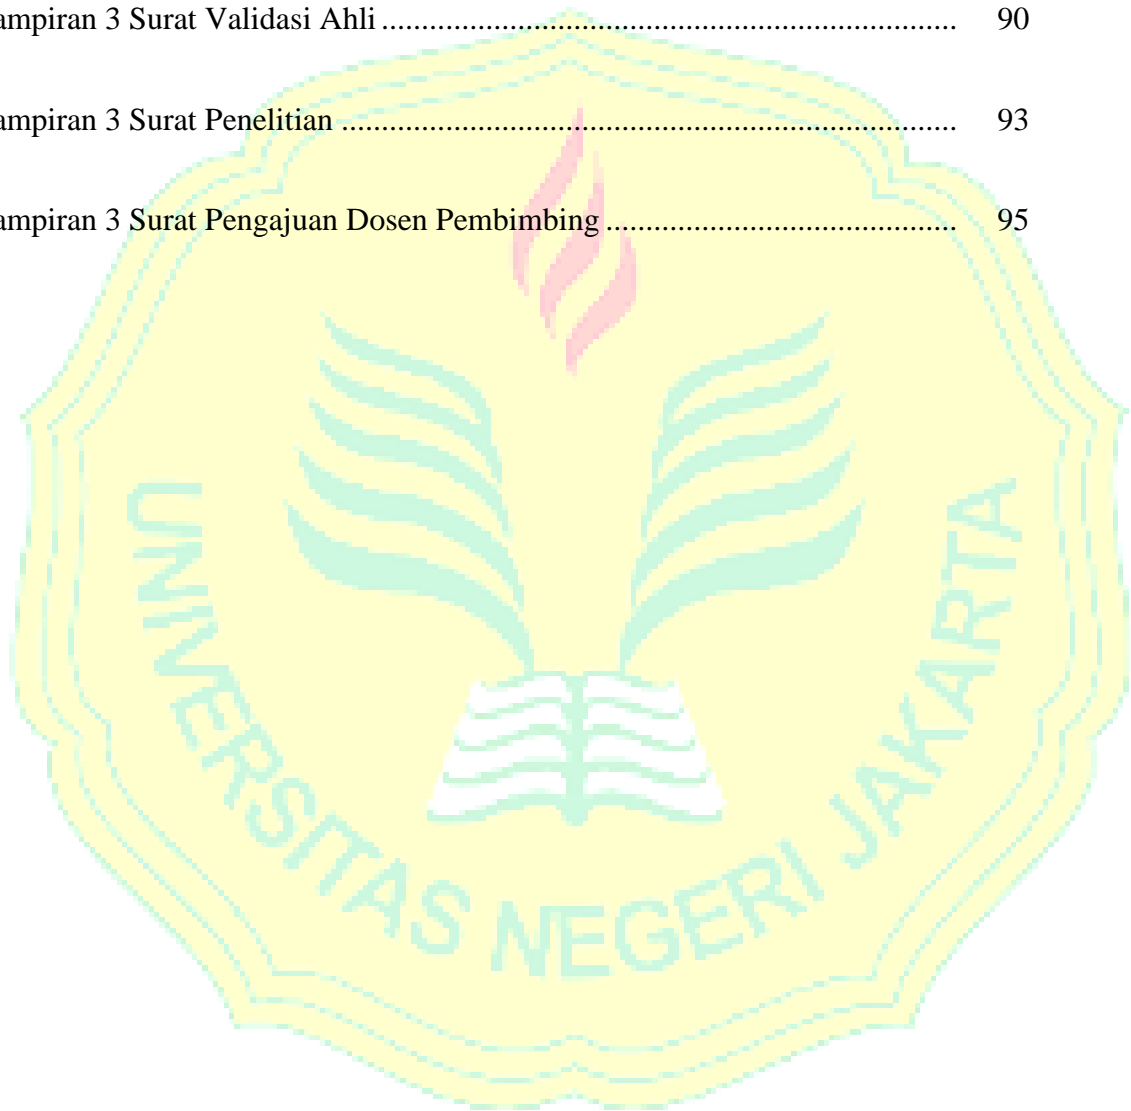 ampiran 3 Surat Validasi Ahli ........................................................................ 90
ampiran 3 Surat Penelitian ............................................................................. 93
ampiran 3 Surat Pengajuan Dosen Pembimbing ............................................ 95
UNIVERSITAS NEGERI JAKARTA